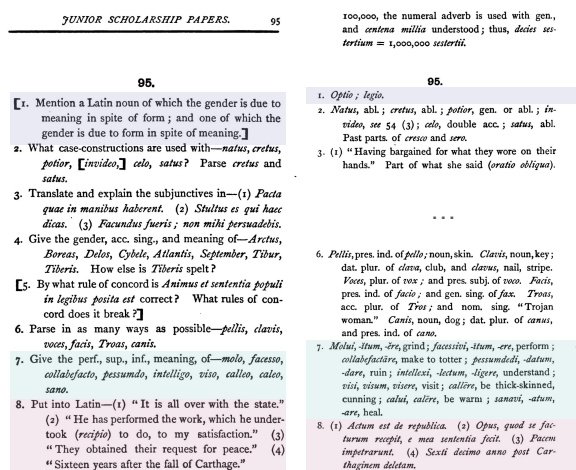 JUNIOR SCHOLARSHIP PAPERS. 95
95.
[1. Mention a Latin noun of which the gender is due to
meaning in spite of form ; and one of which the
gender is due to form in spite of meaning.]
2. What case-constructions are used with—natus, cretus,
potior, [invideo,] celo, satus? Parse cretus and
satus.
3. Translate and explain the subjunctives in—(1) Pacta
quae in manibus haberent. (2) Stultus es qui haec
dicas. (3) Facundus fueris ; non mihi persuadebis.
4. Give the gender, acc. sing., and meaning of—Arctus,
Boreas, Delos, Cybele, Atlantis, September, Tibur,
Tiberis. How else is Tiberis spelt?
[5. By what rule of concord is Animus et sententia populi
in legibus posita est correct? What rules of con-
cord does it break?]
6. Parse in as many ways as possible—pellis, clavis,
voces, facis, Troas, canis.
7. Give the perf., sup., inf., meaning, of—molo, facesso,
collabefacto, pessumdo, intelligo, viso, calleo, caleo,
sano.
8. Put into Latin—(1) “ It is all over with the state.”
(2) “ He has performed the work, which he under-
took (recipio) to do, to my satisfaction.” (3)
“ They obtained their request for peace.” (4)
“ Sixteen years after the fall of Carthage.”
100,000, the numeral adverb is used with gen.,
and centena millia understood ; thus, decies ses-
tertium = 1,000,000 sestertii.
95.
1. Optio ; legio.
2. Natus, abl. ; cretus, abl. ; potior, gen. or abl. ; in-
video, see 54 (3) ; celo, double acc. ; satus, abl.
Past parts. of cresco and sero.
3. (1) “ Having bargained for what they wore on their
hands.” Part of what she said (oratio obliqua).
6. Pellis, pres. ind. of pello ; noun, skin. Clavis, noun, key ;
dat. plur. of clava, club, and clavus, nail, stripe.
Voces, plur. of vox ; and pres. subj. of voco. Facis,
pres. ind. of facio ; and gen. sing. of fax. Troas,
acc. plur. of Tros ; and nom. sing. “ Trojan
woman.” Canis, noun, dog ; dat. plur. of canus,
and pres. ind. of cano.
7. Molui, -itum, -ĕre, grind ; facessivi, -itum, -ere, perform ;
collabefactāre, make to totter ; pessumdedi, -datum,
-dare, ruin ; intellexi, -lectum, -ligere, understand ;
visi, visum, visere, visit ; callēre, be thick-skinned,
cunning ; calui, calēre, be warm ; sanavi, -atum,
-are, heal.
8. (1) Actum est de republica. (2) Opus, quod se fac-
turum recepit, e mea sententia fecit. (3) Pacem
impetrarunt. (4) Sexti decimo anno post Car-
thaginem deletam.